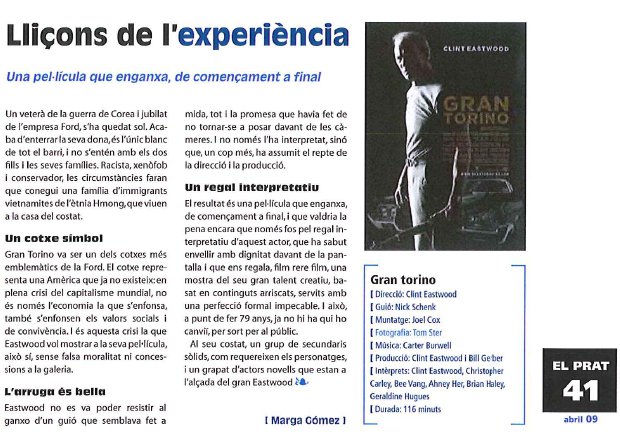 Lliçons de l'experiència
Una pel·lícula que enganxa, de començament a final
Un veterà de la guerra de Corea i jubilat
de l'empresa Ford, s'ha quedat sol. Aca-
ba d'enterrar la seva dona, és l'únic blanc
de tot el barri, i no s'entén amb els dos
fills i les seves famílies. Racista, xenòfob
i conservador, les circumstàncies faran
que conegui una família d'immigrants
vietnamites de l'ètnia Hmong, que viuen
a la casa del costat.
Un cotxe símbol
Gran Torino va ser un dels cotxes més
emblemàtics de la Ford. El cotxe repre-
senta una Amèrica que ja no existeix: en
plena crisi del capitalisme mundial, no
és només l'economia la que s'enfonsa,
també s'enfonsen els valors socials i
de convivència. I és aquesta crisi la que
Eastwood vol mostrar a la seva pel·lícula,
això sí, sense falsa moralitat ni conces-
sions a la galeria.
L'arruga és bella
Eastwood no es va poder resistir al
ganxo d'un guió que semblava fet a
mida, tot i la promesa que havia fet de
no tornar-se a posar davant de les cà-
meres. I no només l'ha interpretat, sinó
que, un cop més, ha assumit el repte de
la direcció i la producció.
Un regal interpretatiu
El resultat és una pel·lícula que enganxa,
de començament a final, i que valdria la
pena encara que només fos pel regal in-
terpretatiu d'aquest actor, que ha sabut
envellir amb dignitat davant de la pan-
talla i que ens regala, film rere film, una
mostra del seu gran talent creatiu, ba-
sat en continguts arriscats, servits amb
una perfecció formal impecable. I això,
a punt de fer 79 anys, ja no hi ha qui ho
canviï, per sort per al públic.
Al seu costat, un grup de secundaris
sòlids, com requereixen els personatges,
i un grapat d'actors novells que estan a
l'alçada del gran Eastwood
[ Marga Gómez ]
CLINT EASTWOOD
GRAN
TORINO
Gran torino
[ Direcció: Clint Eastwood
[ Guió: Nick Schenk
[ Muntatge: Joel Cox
[ Fotografia: Tom Ster
[ Música: Carter Burwell
[ Producció: Clint Eastwood i Bill Gerber
[ Intèrprets: Clint Eastwood, Christopher
Carley, Bee Vang, Ahney Her, Brian Haley,
Geraldine Hugues
[ Durada: 116 minuts
EL PRAT
41
abril 09